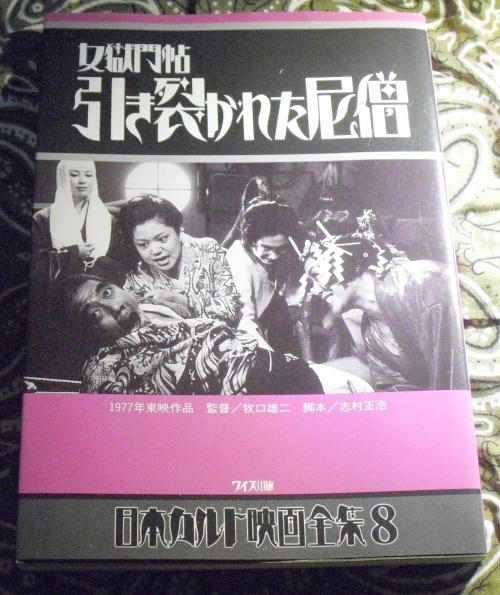 女獄門帖
引き裂かれた尼僧
1977年東映作品 監督／牧口雄二 脚本／志村正浩
ワイズ出版
日本カルト映画全集8